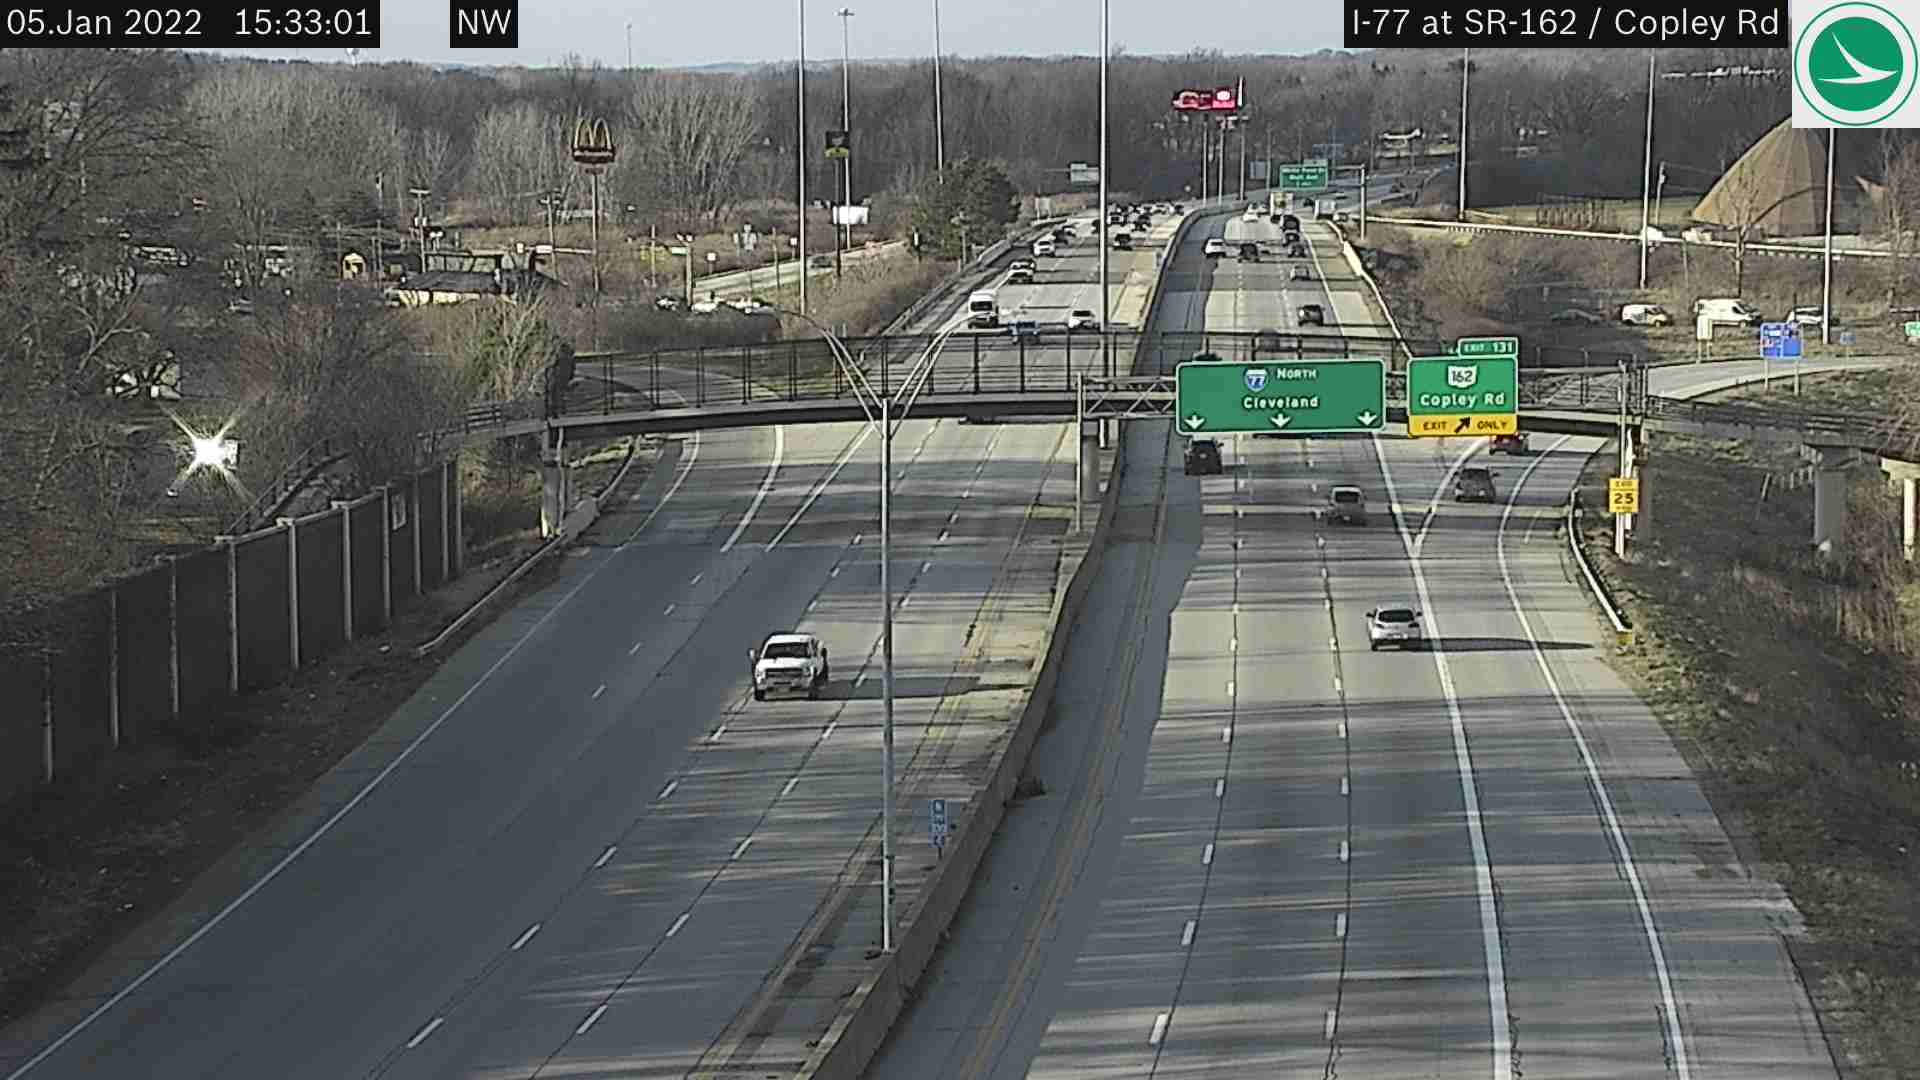 05.Jan 2022 15:33:01
NW
I-77 at SR-162 / Copley Rd
McDonald's
77 NORTH
Cleveland
EXIT 131
162
Copley Rd
EXIT ONLY
25